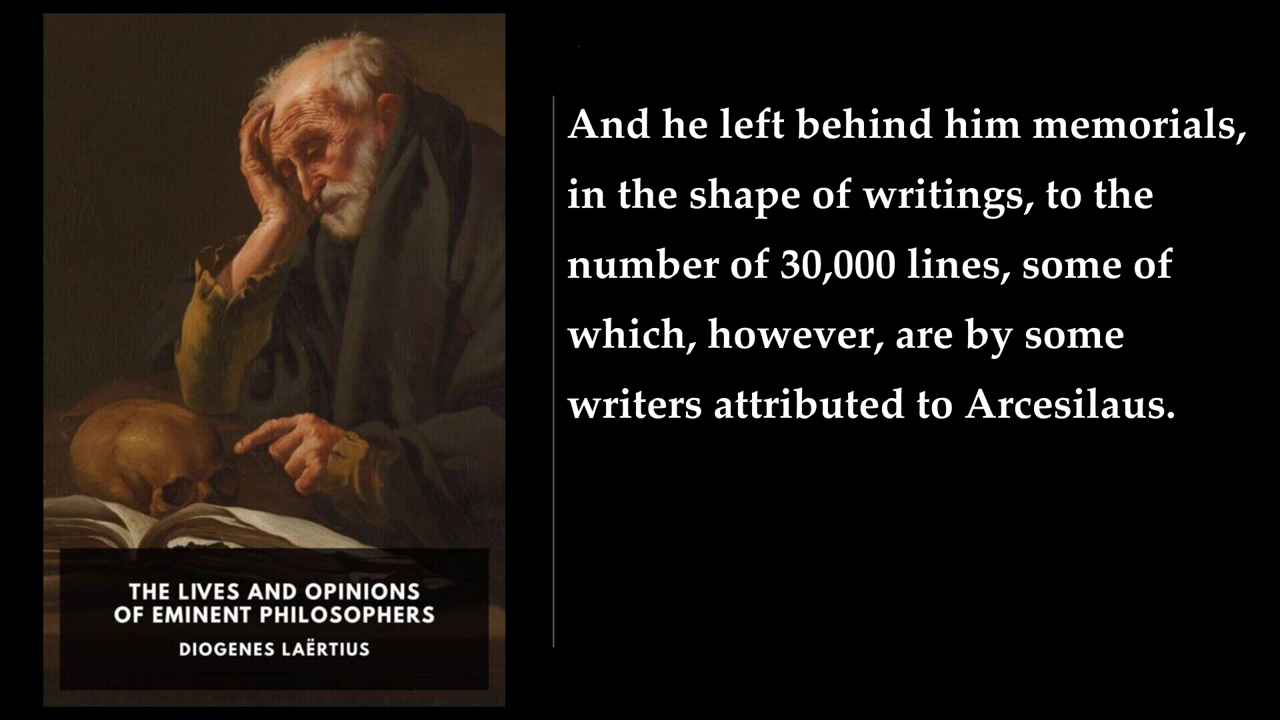 And he left behind him memorials,
in the shape of writings, to the
number of 30,000 lines, some of
which, however, are by some
writers attributed to Arcesilaus.
THE LIVES AND OPINIONS
OF EMINENT PHILOSOPHERS
DIOGENES LAËRTIUS